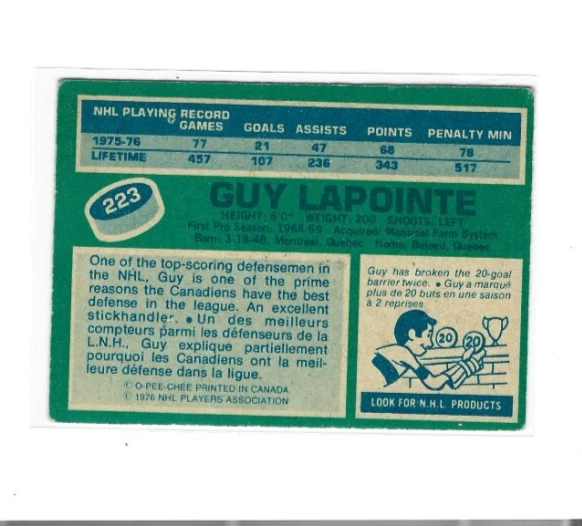 NHL PLAYING RECORD
GAMES GOALS ASSISTS POINTS PENALTY MIN
1975-76 77 21 47 68 78
LIFETIME 457 107 236 343 517
223
GUY LAPOINTE
HEIGHT: 6'0" WEIGHT: 200 SHOOTS: LEFT
First Pro Season: 1968-69 Acquired: Montreal Farm System
Born: 3-18-48, Montreal, Quebec Home: Beloeil, Quebec
One of the top-scoring defensemen in
the NHL, Guy is one of the prime
reasons the Canadiens have the best
defense in the league. An excellent
stickhandler. • Un des meilleurs
compteurs parmi les défenseurs de la
L.N.H., Guy explique partiellement
pourquoi les Canadiens ont la meil-
leure défense dans la ligue.
© O-PEE-CHÉE PRINTED IN CANADA
© 1976 NHL PLAYERS ASSOCIATION
Guy has broken the 20-goal
barrier twice. • Guy a marqué
plus de 20 buts en une saison
à 2 reprises.
20 20
LOOK FOR N.H.L. PRODUCTS